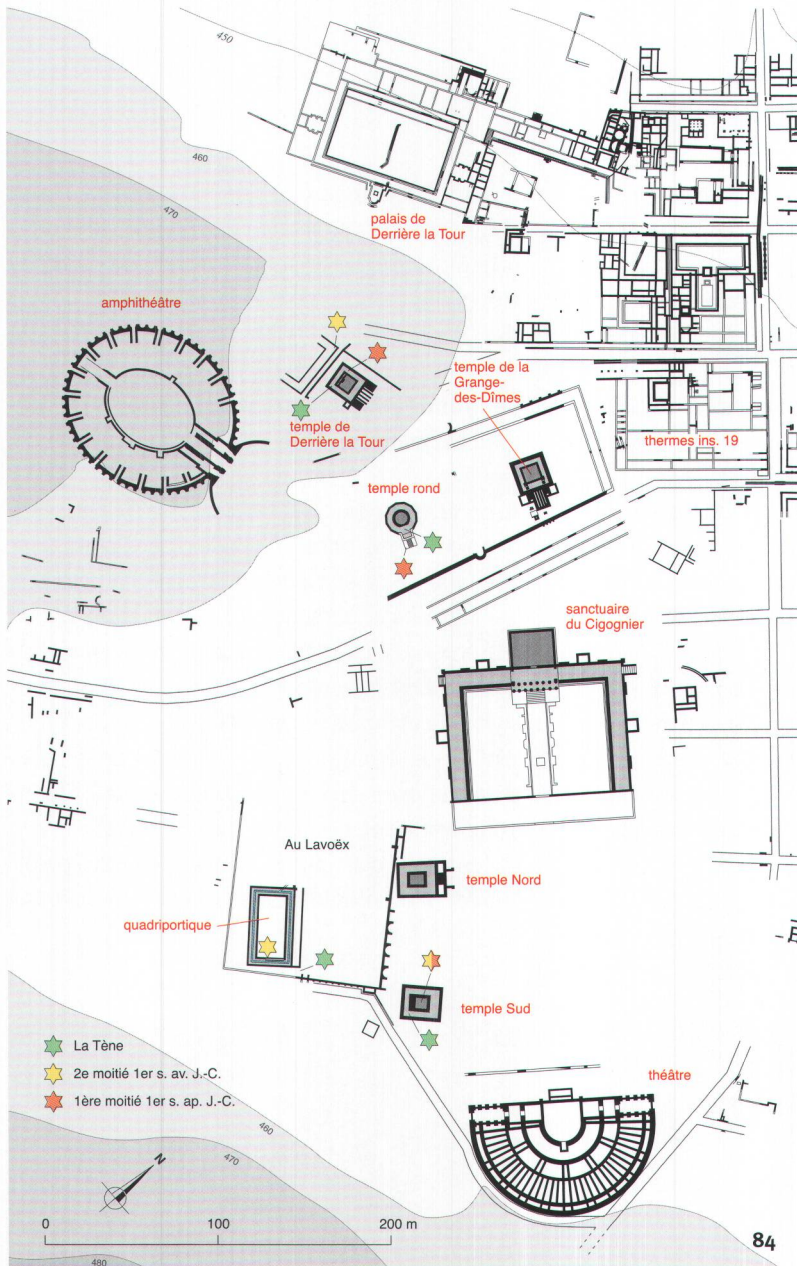 450
460
470
palais de
Derrière la Tour
amphithéâtre
temple de la
Grange-
des-Dîmes
temple de
Derrière la Tour
thermes ins. 19
temple rond
sanctuaire
du Cigognier
Au Lavoëx
temple Nord
quadriportique
temple Sud
La Tène
2e moitié 1er s. av. J.-C.
1ère moitié 1er s. ap. J.-C.
théâtre
460
470
N
0 100 200 m
480
84